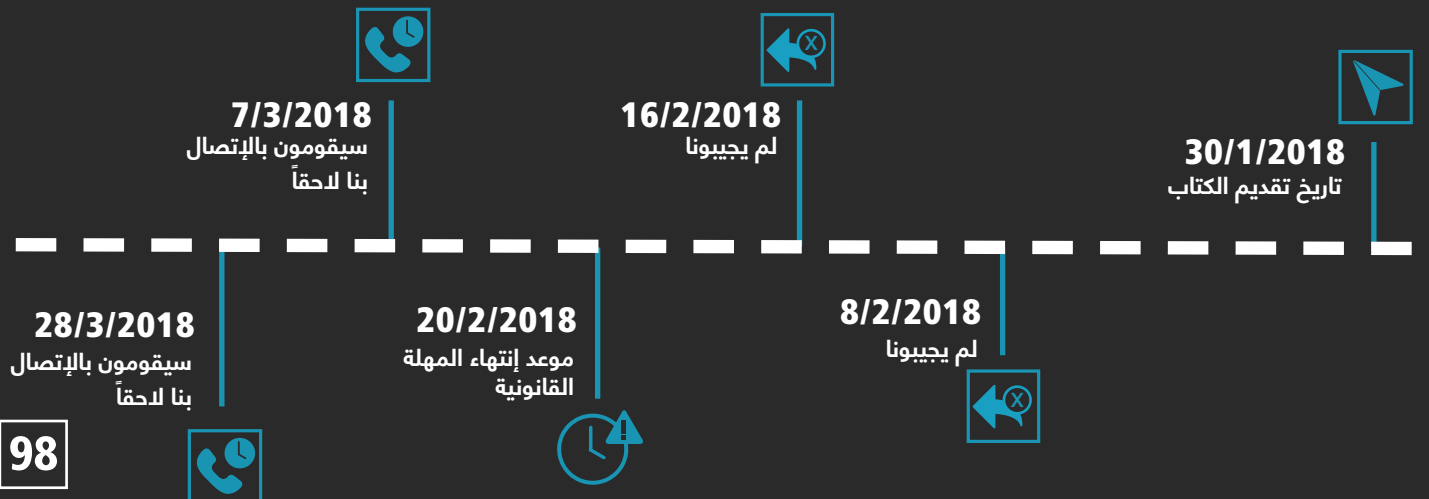 30/1/2018
تاريخ تقديم الكتاب
8/2/2018
لم يجيبونا
16/2/2018
لم يجيبونا
20/2/2018
موعد إنتهاء المهلة
القانونية
7/3/2018
سيقومون بالإتصال
بنا لاحقاً
28/3/2018
سيقومون بالإتصال
بنا لاحقاً
98